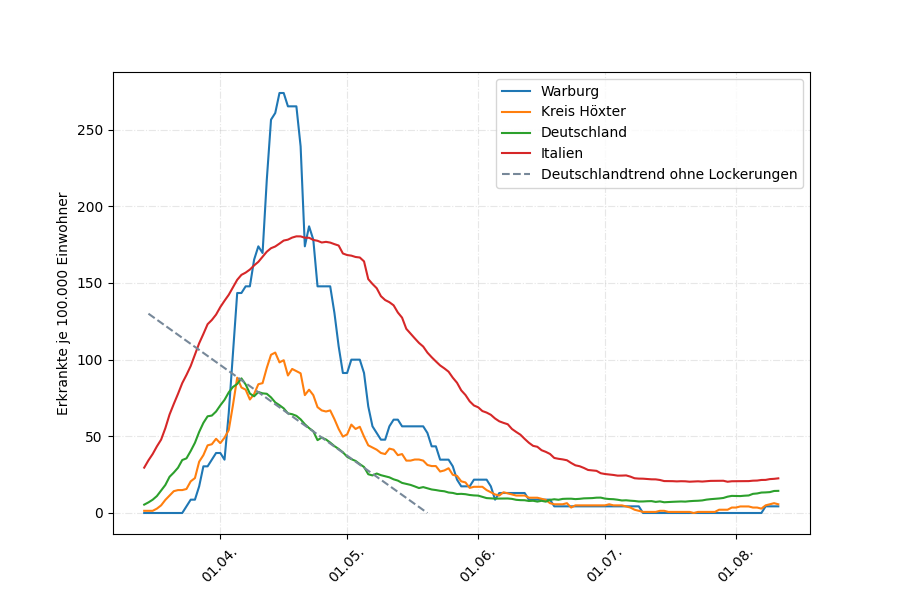 Warburg
Kreis Höxter
Deutschland
Italien
Deutschlandtrend ohne Lockerungen
Erkrankte je 100.000 Einwohner
250
200
150
100
50
0
01.04.
01.05.
01.06.
01.07.
01.08.